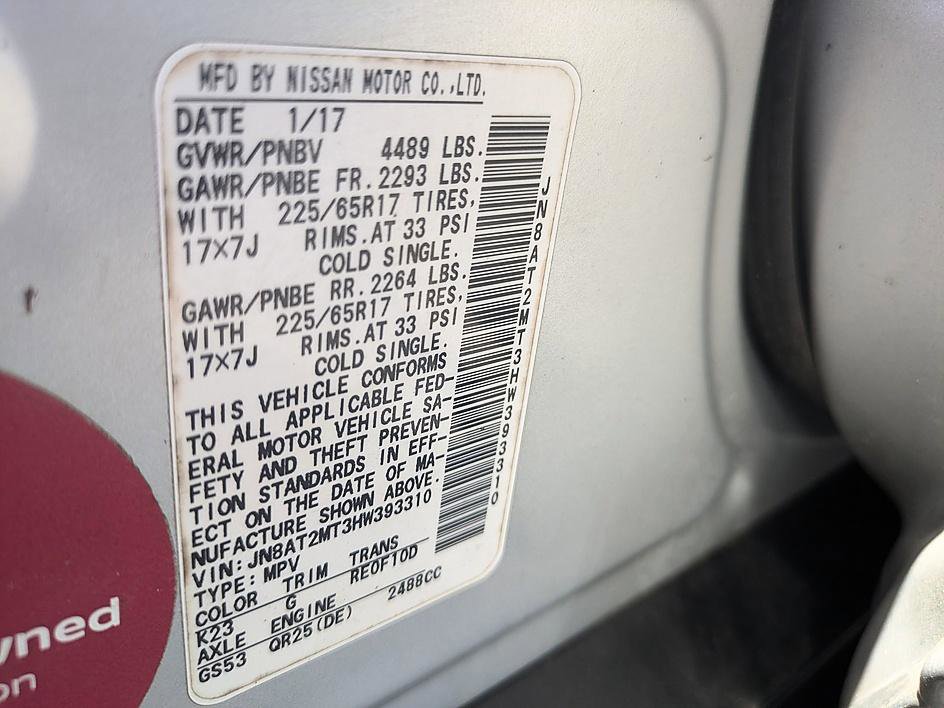 MFD BY NISSAN MOTOR CO.,LTD.
DATE 1/17
GVWR/PNBV 4489 LBS.
GAWR/PNBE FR. 2293 LBS.
WITH 225/65R17 TIRES,
17×7J RIMS. AT 33 PSI
COLD SINGLE.
GAWR/PNBE RR. 2264 LBS.
WITH 225/65R17 TIRES,
17×7J RIMS. AT 33 PSI
COLD SINGLE.
THIS VEHICLE CONFORMS
TO ALL APPLICABLE FED-
ERAL MOTOR VEHICLE SA-
FETY AND THEFT PREVEN-
TION STANDARDS IN EFF-
ECT ON THE DATE OF MA-
NUFACTURE SHOWN ABOVE.
VIN: JN8AT2MT3HW393310
TYPE: MPV
COLOR TRIM TRANS
K23 G RE0F10D
AXLE ENGINE
GS53 QR25(DE) 2488CC
JN8AT2MT3HW393310
wned
on